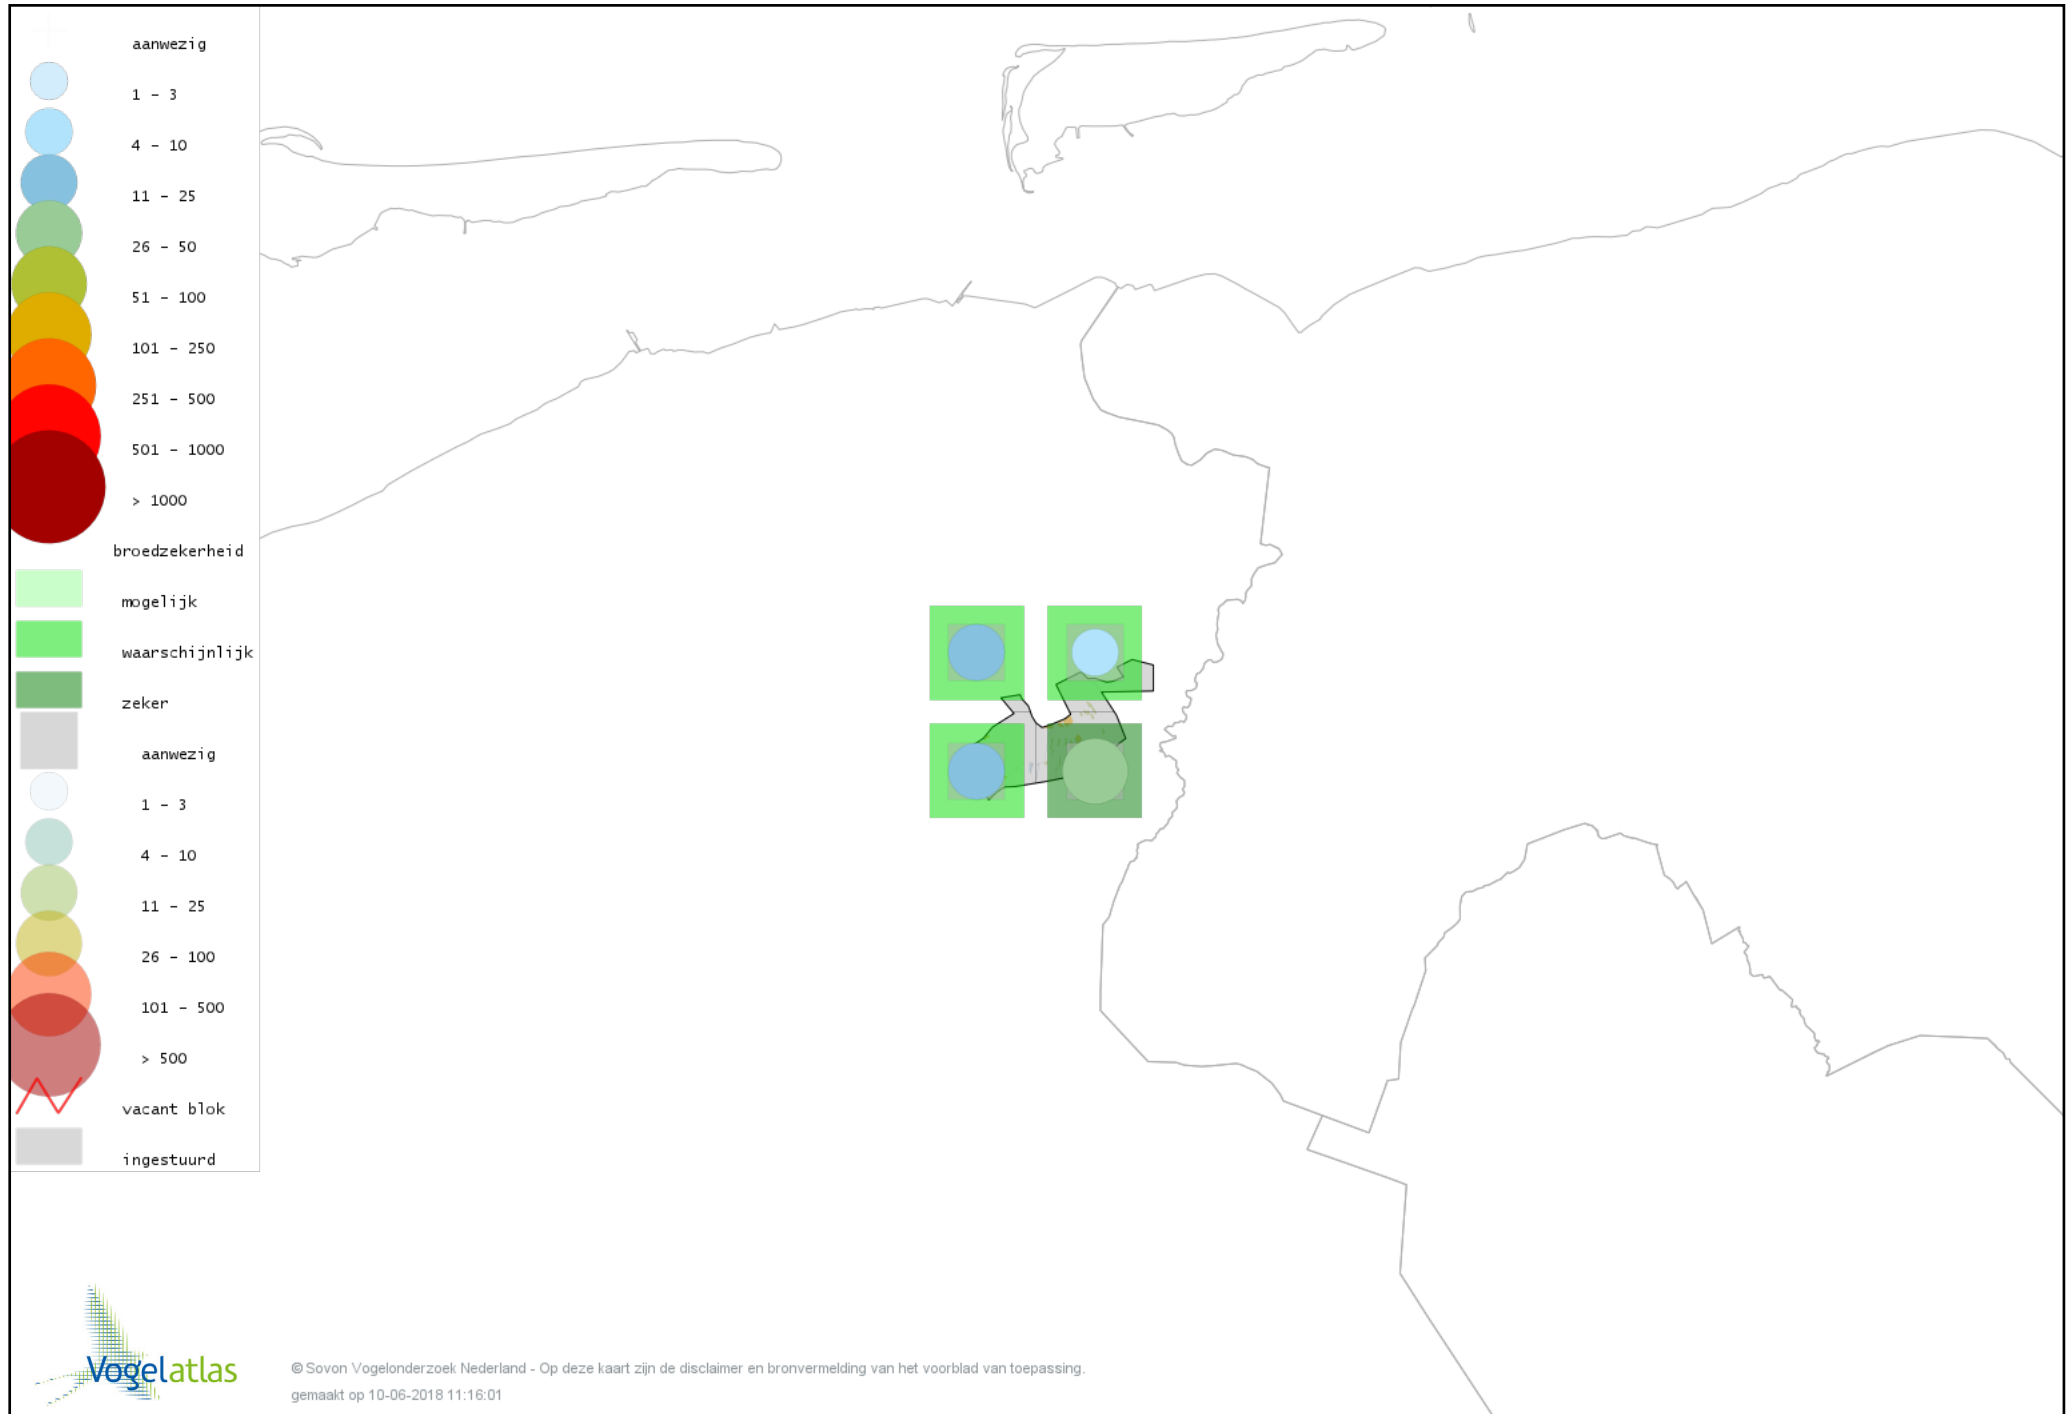 aanwezig
1 - 3
4 - 10
11 - 25
26 - 50
51 - 100
101 - 250
251 - 500
501 - 1000
> 1000
broedzekerheid
mogelijk
waarschijnlijk
zeker
aanwezig
1 - 3
4 - 10
11 - 25
26 - 100
101 - 500
> 500
vacant blok
ingestuurd
Vogelatlas
© Sovon Vogelonderzoek Nederland - Op deze kaart zijn de disclaimer en bronvermelding van het voorblad van toepassing.
gemaakt op 10-06-2018 11:16:01